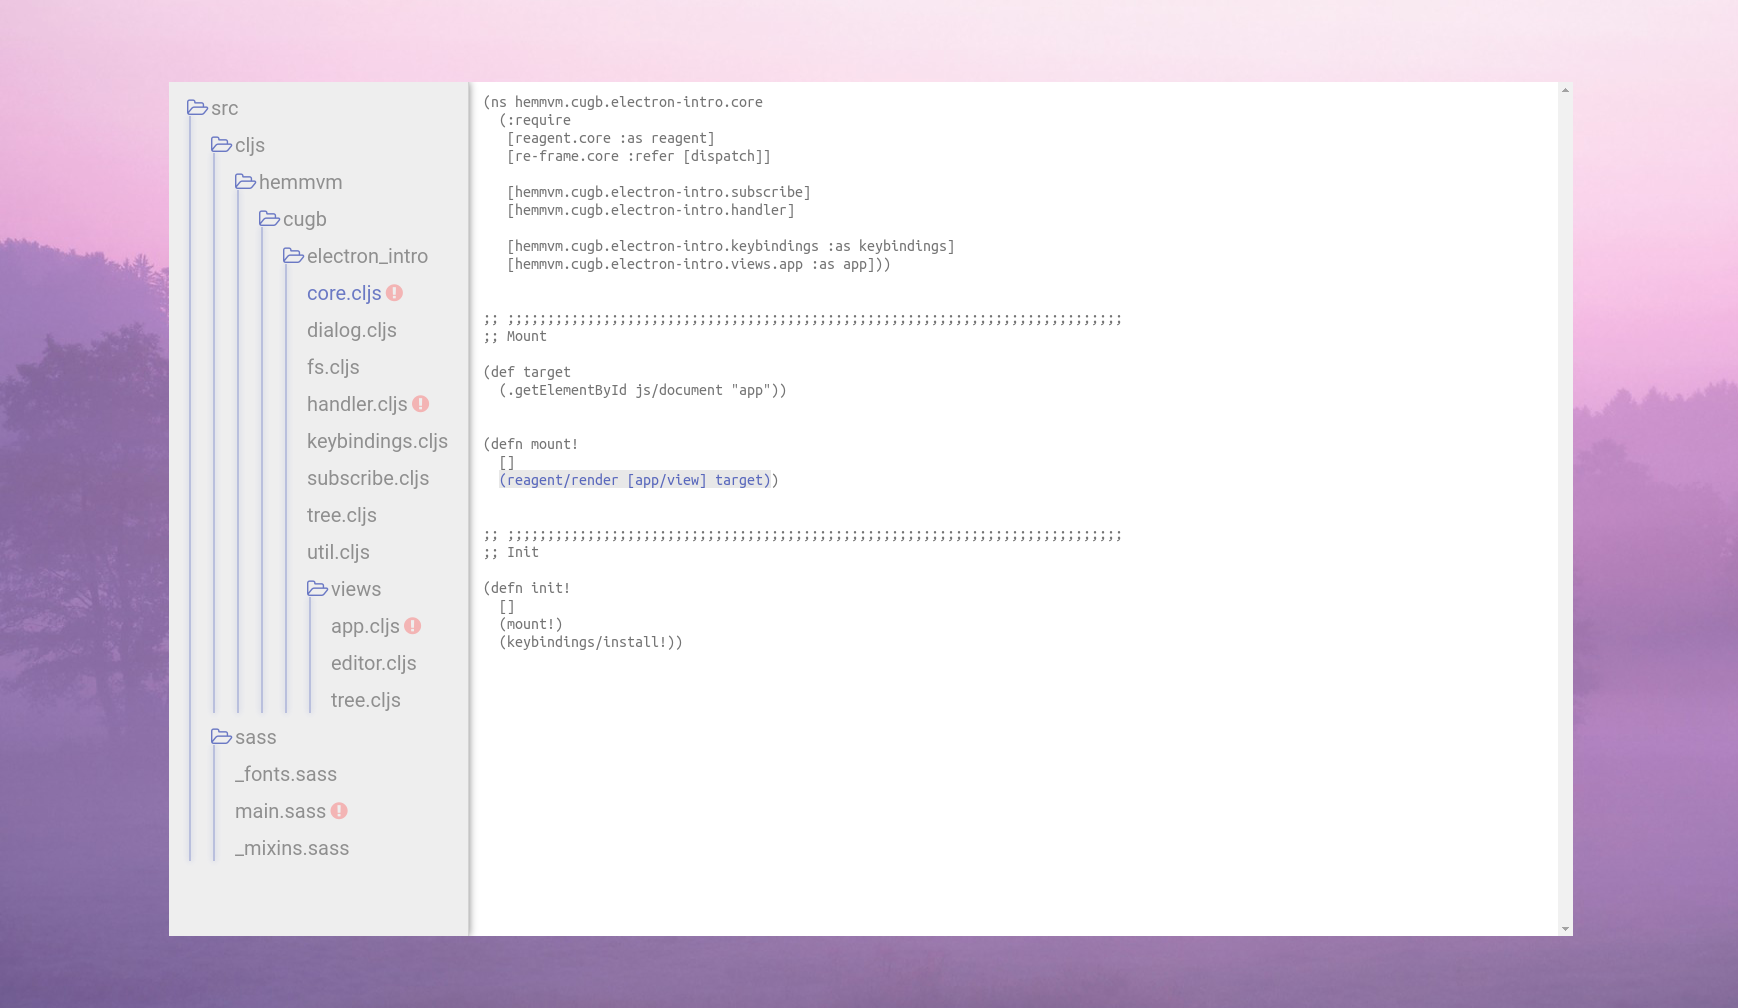 src
cljs
hemmvm
cugb
electron_intro
core.cljs
dialog.cljs
fs.cljs
handler.cljs
keybindings.cljs
subscribe.cljs
tree.cljs
util.cljs
views
app.cljs
editor.cljs
tree.cljs
sass
_fonts.sass
main.sass
_mixins.sass
(ns hemmvm.cugb.electron-intro.core
  (:require
   [reagent.core :as reagent]
   [re-frame.core :refer [dispatch]]
   [hemmvm.cugb.electron-intro.subscribe]
   [hemmvm.cugb.electron-intro.handler]
   [hemmvm.cugb.electron-intro.keybindings :as keybindings]
   [hemmvm.cugb.electron-intro.views.app :as app]))
;; ;;;;;;;;;;;;;;;;;;;;;;;;;;;;;;;;;;;;;;;;;;;;;;;;;;;;;;;;;;;;;;;;;;;;;;;;;;;;;
;; Mount
(def target
  (.getElementById js/document "app"))
(defn mount!
  []
  (reagent/render [app/view] target))
;; ;;;;;;;;;;;;;;;;;;;;;;;;;;;;;;;;;;;;;;;;;;;;;;;;;;;;;;;;;;;;;;;;;;;;;;;;;;;;;
;; Init
(defn init!
  []
  (mount!)
  (keybindings/install!))